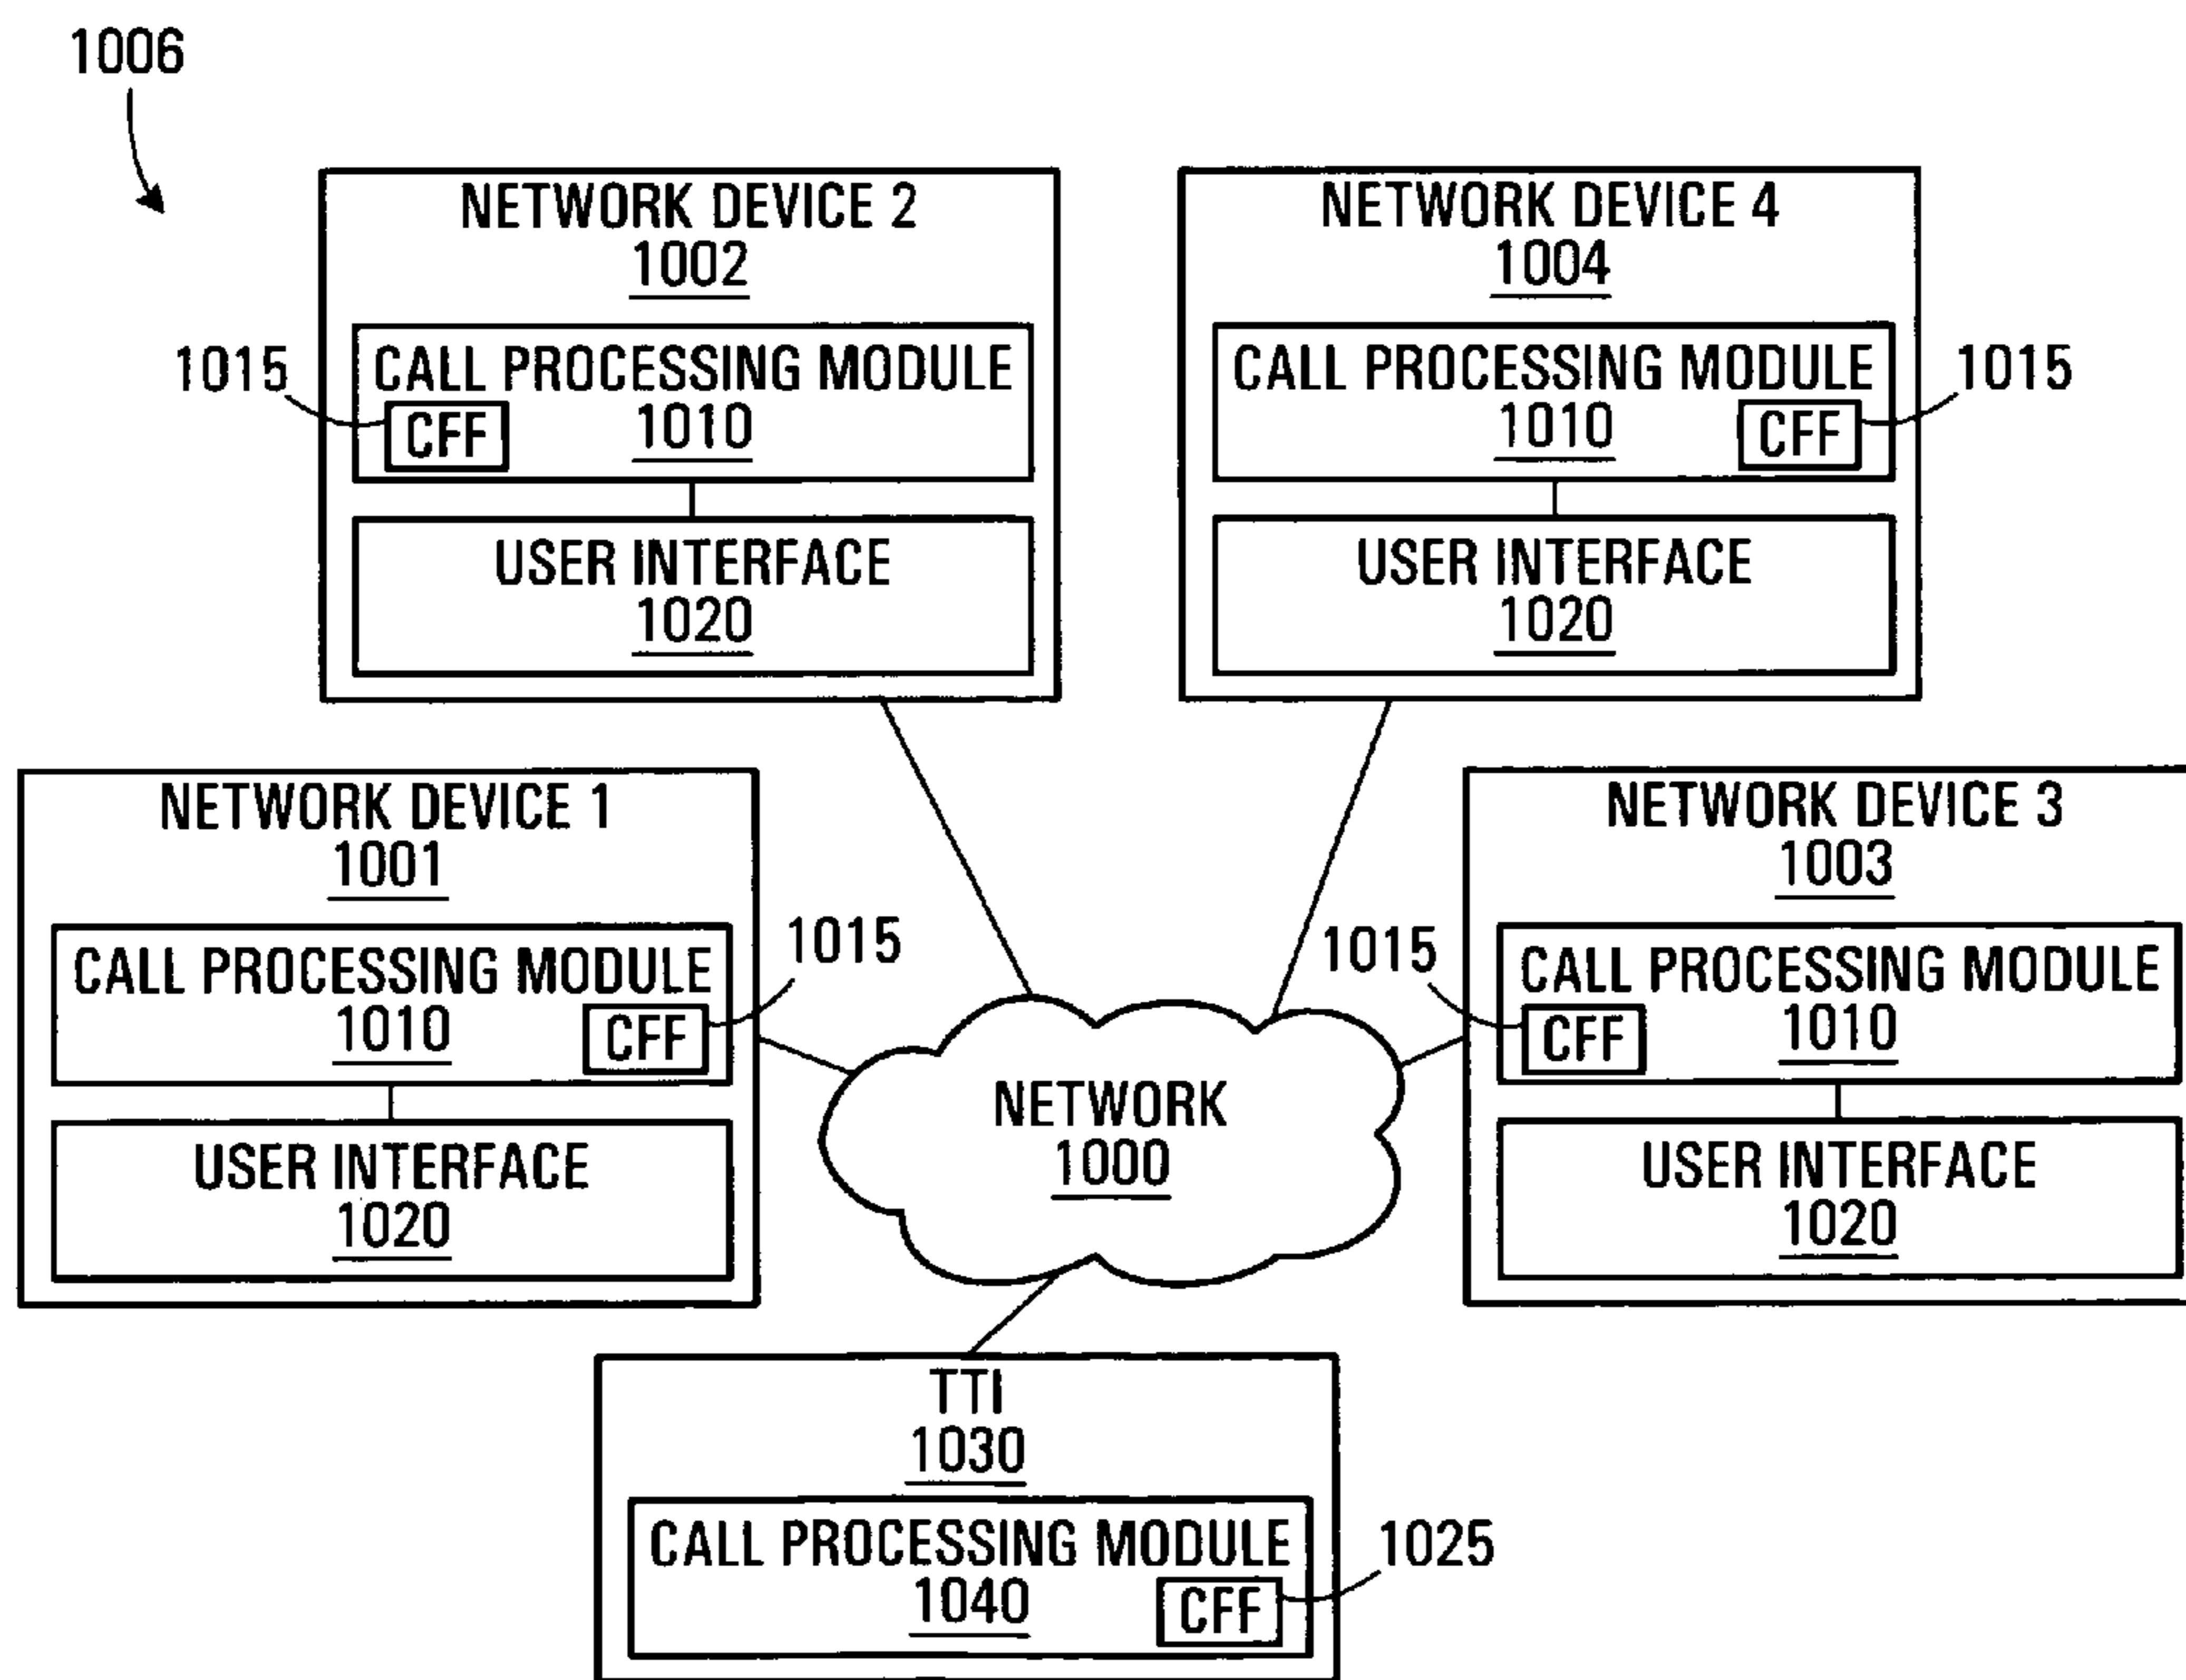 1006
NETWORK DEVICE 2
1002
1015
CALL PROCESSING MODULE
CFF
1010
USER INTERFACE
1020
NETWORK DEVICE 4
1004
CALL PROCESSING MODULE
1015
1010
CFF
USER INTERFACE
1020
NETWORK DEVICE 1
1001
CALL PROCESSING MODULE
1015
1010
CFF
USER INTERFACE
1020
NETWORK DEVICE 3
1003
1015
CALL PROCESSING MODULE
CFF
1010
USER INTERFACE
1020
NETWORK
1000
TTI
1030
CALL PROCESSING MODULE
1025
1040
CFF